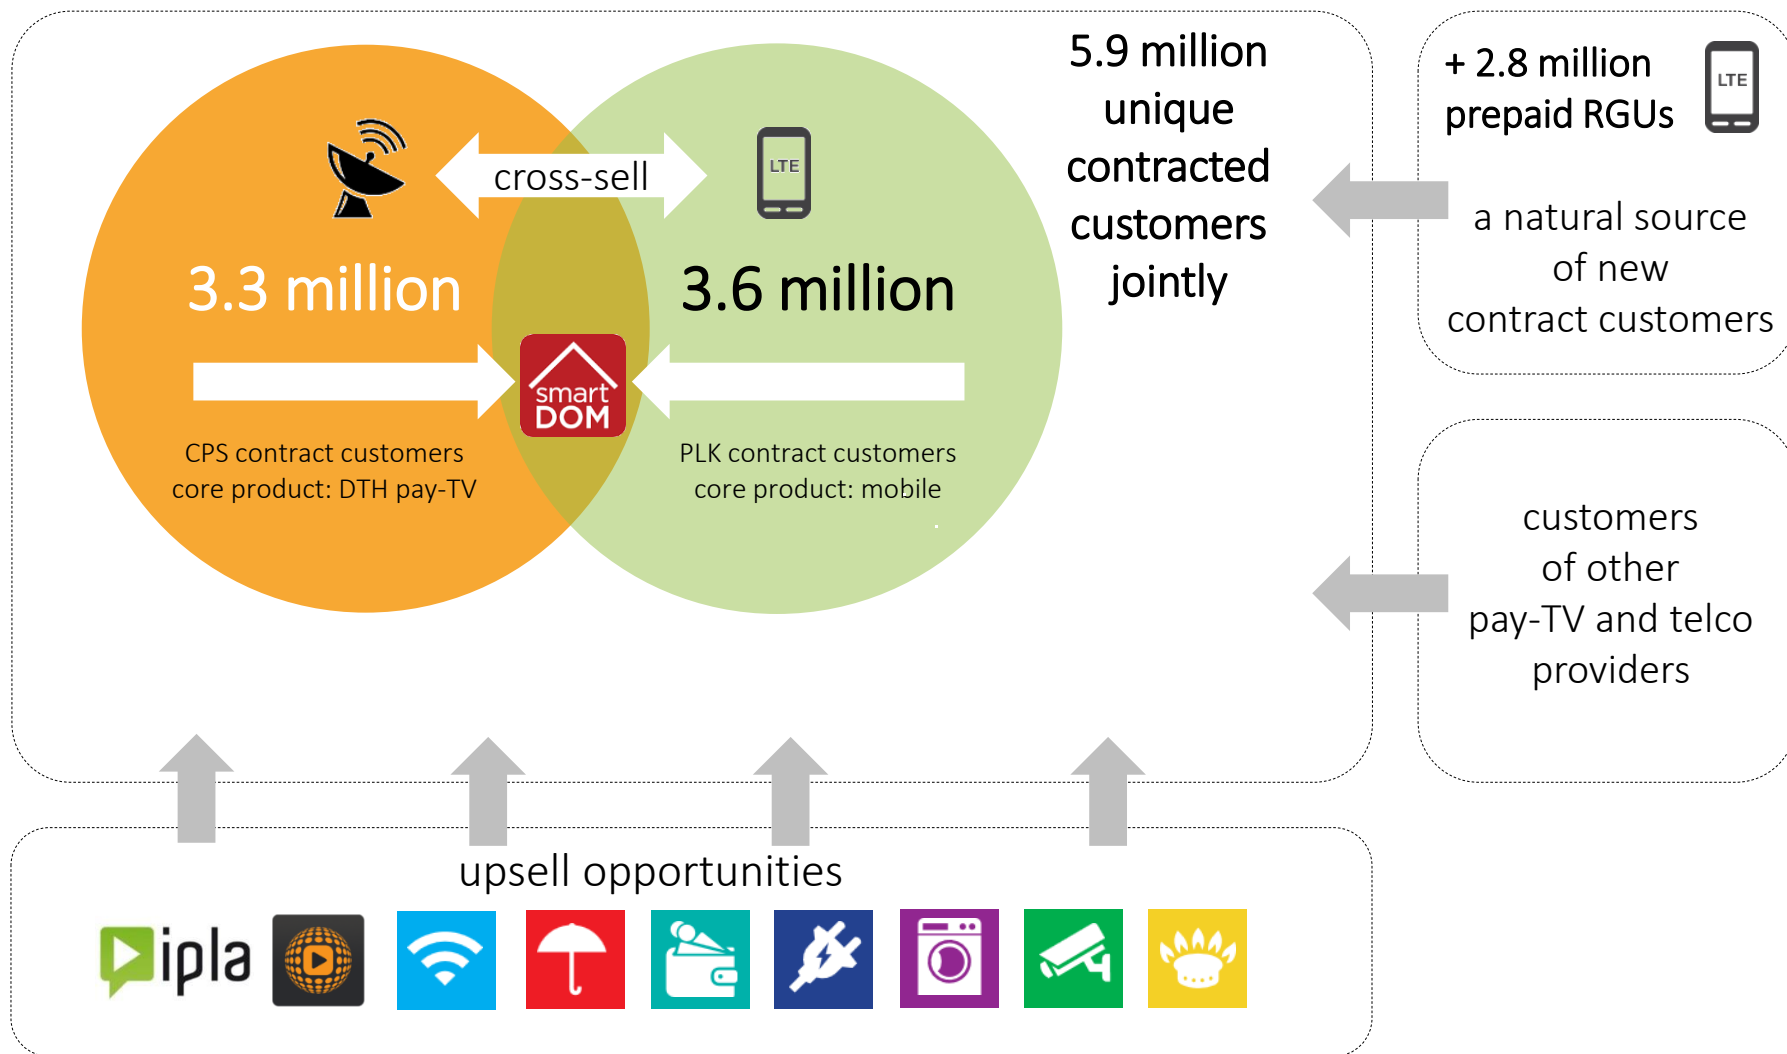 5.9 million
unique
contracted
customers
jointly
LTE
cross-sell
3.3 million
3.6 million
smart
DOM
CPS contract customers
core product: DTH pay-TV
PLK contract customers
core product: mobile
+ 2.8 million
prepaid RGUs
LTE
a natural source
of new
contract customers
customers
of other
pay-TV and telco
providers
upsell opportunities
ipla